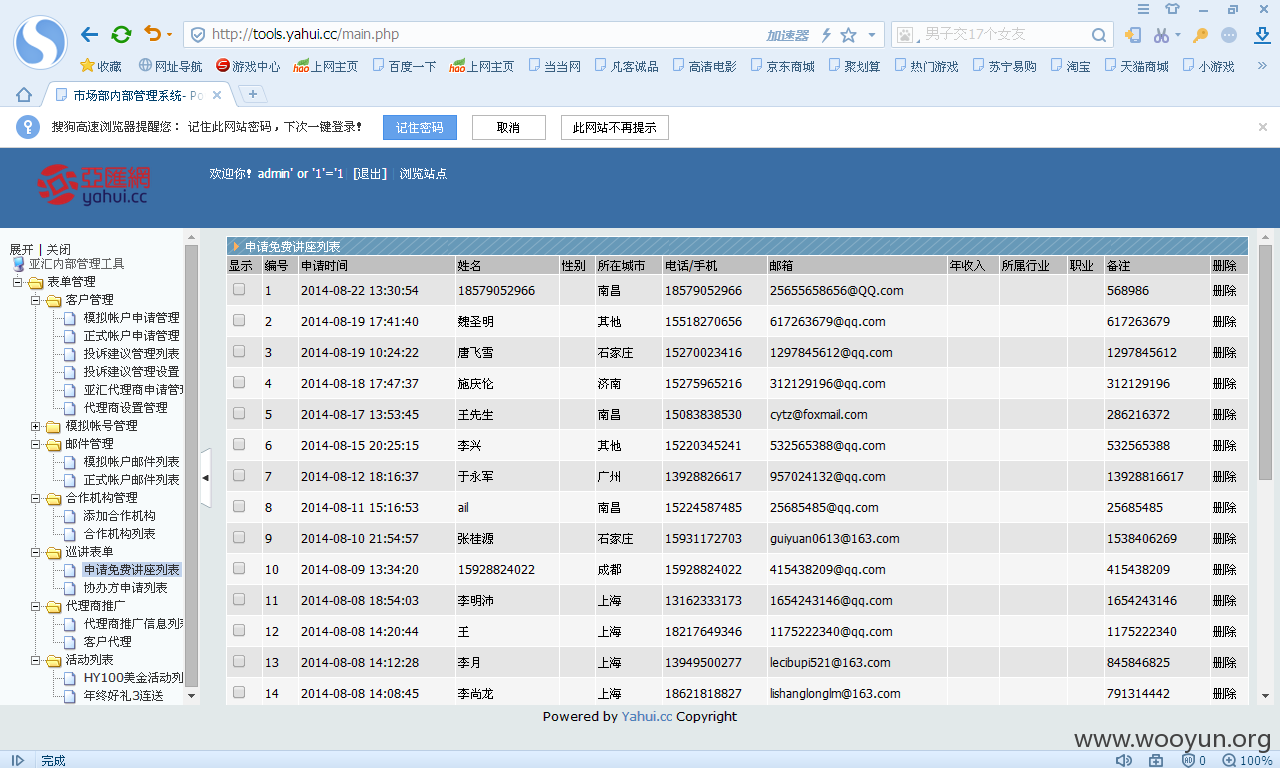 http://tools.yahui.cc/main.php 加速器 男子交17个女友
收藏 网址导航 游戏中心 hao 上网主页 百度一下 hao 上网主页 当当网 凡客诚品 高清电影 京东商城 聚划算 热门游戏 苏宁易购 淘宝 天猫商城 小游戏 »
市场部内部管理系统- Po
搜狗高速浏览器提醒您： 记住此网站密码，下次一键登录！ 记住密码 取消 此网站不再提示
亞匯網 yahui.cc 欢迎你! admin' or '1'='1 [退出] 浏览站点
展开 | 关闭
亚汇内部管理工具
表单管理
客户管理
模拟帐户申请管理
正式帐户申请管理
投诉建议管理列表
投诉建议管理设置
亚汇代理商申请管
代理商设置管理
模拟帐号管理
邮件管理
模拟帐户邮件列表
正式帐户邮件列表
合作机构管理
添加合作机构
合作机构列表
巡讲表单
申请免费讲座列表
协办方申请列表
代理商推广
代理商推广信息列
客户代理
活动列表
HY100美金活动列
年终好礼3连送
申请免费讲座列表
显示 编号 申请时间 姓名 性别 所在城市 电话/手机 邮箱 年收入 所属行业 职业 备注 删除
1 2014-08-22 13:30:54 18579052966 南昌 18579052966 25655658656@QQ.com 568986 删除
2 2014-08-19 17:41:40 魏圣明 其他 15518270656 617263679@qq.com 617263679 删除
3 2014-08-19 10:24:22 唐飞雪 石家庄 15270023416 1297845612@qq.com 1297845612 删除
4 2014-08-18 17:47:37 施庆伦 济南 15275965216 312129196@qq.com 312129196 删除
5 2014-08-17 13:53:45 王先生 南昌 15083838530 cytz@foxmail.com 286216372 删除
6 2014-08-15 20:25:15 李兴 其他 15220345241 532565388@qq.com 532565388 删除
7 2014-08-12 18:16:37 于永军 广州 13928826617 957024132@qq.com 13928816617 删除
8 2014-08-11 15:16:53 ail 南昌 15224587485 25685485@qq.com 25685485 删除
9 2014-08-10 21:54:57 张桂源 石家庄 15931172703 guiyuan0613@163.com 1538406269 删除
10 2014-08-09 13:34:20 15928824022 成都 15928824022 415438209@qq.com 415438209 删除
11 2014-08-08 18:54:03 李明沛 上海 13162333173 1654243146@qq.com 1654243146 删除
12 2014-08-08 14:20:44 王 上海 18217649346 1175222340@qq.com 1175222340 删除
13 2014-08-08 14:12:28 李月 上海 13949500277 lecibupi521@163.com 845846825 删除
14 2014-08-08 14:08:45 李尚龙 上海 18621818827 lishanglonglm@163.com 791314442 删除
Powered by Yahui.cc Copyright
www.wooyun.org
完成 0 100%